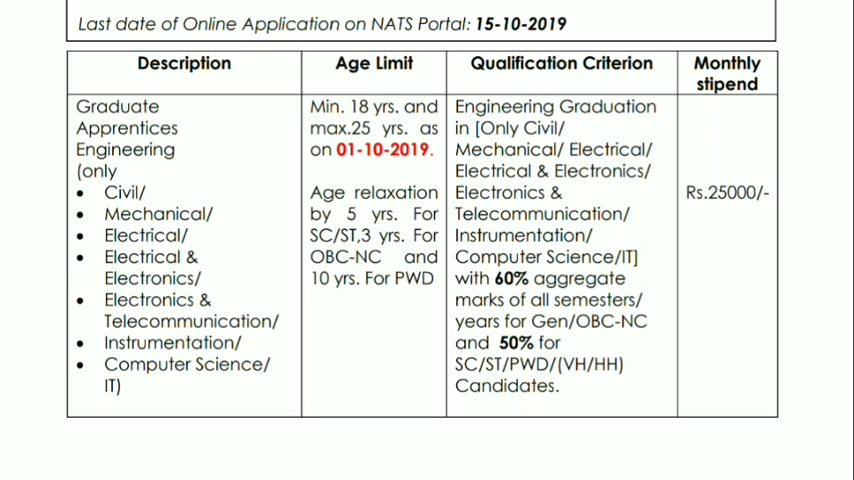 Last date of Online Application on NATS Portal: 15-10-2019
Description
Age Limit
Qualification Criterion
Monthly
stipend
Graduate
Apprentices
Engineering
(only
• Civil/
• Mechanical/
• Electrical/
• Electrical &
Electronics/
• Electronics &
Telecommunication/
• Instrumentation/
• Computer Science/
IT)
Min. 18 yrs. and
max.25 yrs. as
on 01-10-2019.
Age relaxation
by 5 yrs. For
SC/ST,3 yrs. For
OBC-NC and
10 yrs. For PWD
Engineering Graduation
in [Only Civil/
Mechanical/ Electrical/
Electrical & Electronics/
Electronics &
Telecommunication/
Instrumentation/
Computer Science/IT]
with 60% aggregate
marks of all semesters/
years for Gen/OBC-NC
and 50% for
SC/ST/PWD/(VH/HH)
Candidates.
Rs.25000/-